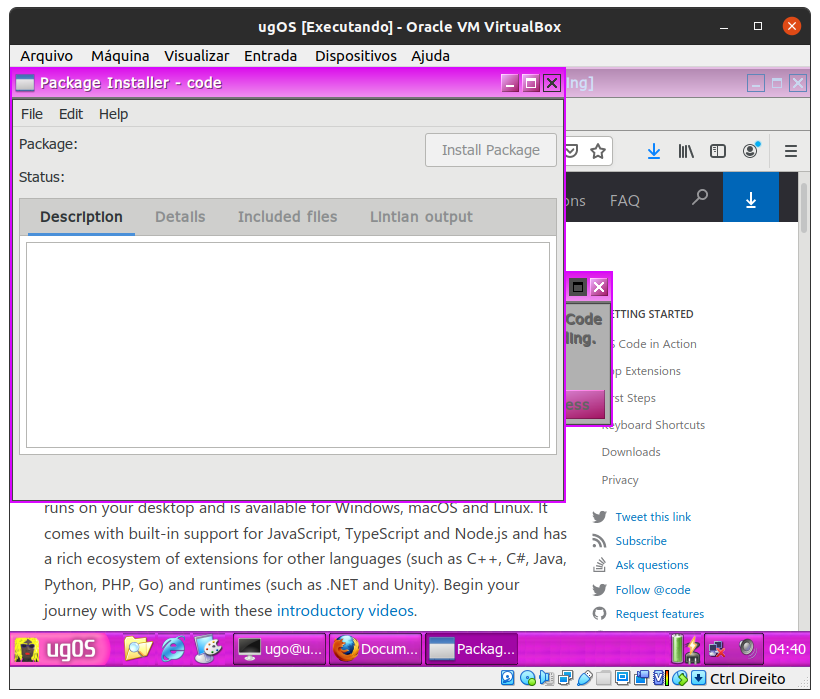 ugOS [Executando] - Oracle VM VirtualBox
Arquivo Máquina Visualizar Entrada Dispositivos Ajuda
Package Installer - code
ing]
File Edit Help
Package:
Install Package
Status:
Description Details Included files Lintian output
ons FAQ
Code
ling.
ess
ETTING STARTED
S Code in Action
op Extensions
rst Steps
Keyboard Shortcuts
Downloads
Privacy
Tweet this link
Subscribe
Ask questions
Follow @code
Request features
runs on your desktop and is available for Windows, macOS and Linux. It
comes with built-in support for JavaScript, TypeScript and Node.js and has
a rich ecosystem of extensions for other languages (such as C++, C#, Java,
Python, PHP, Go) and runtimes (such as .NET and Unity). Begin your
journey with VS Code with these introductory videos.
ugOS ugo@u... Docum... Packag... 04:40
Ctrl Direito